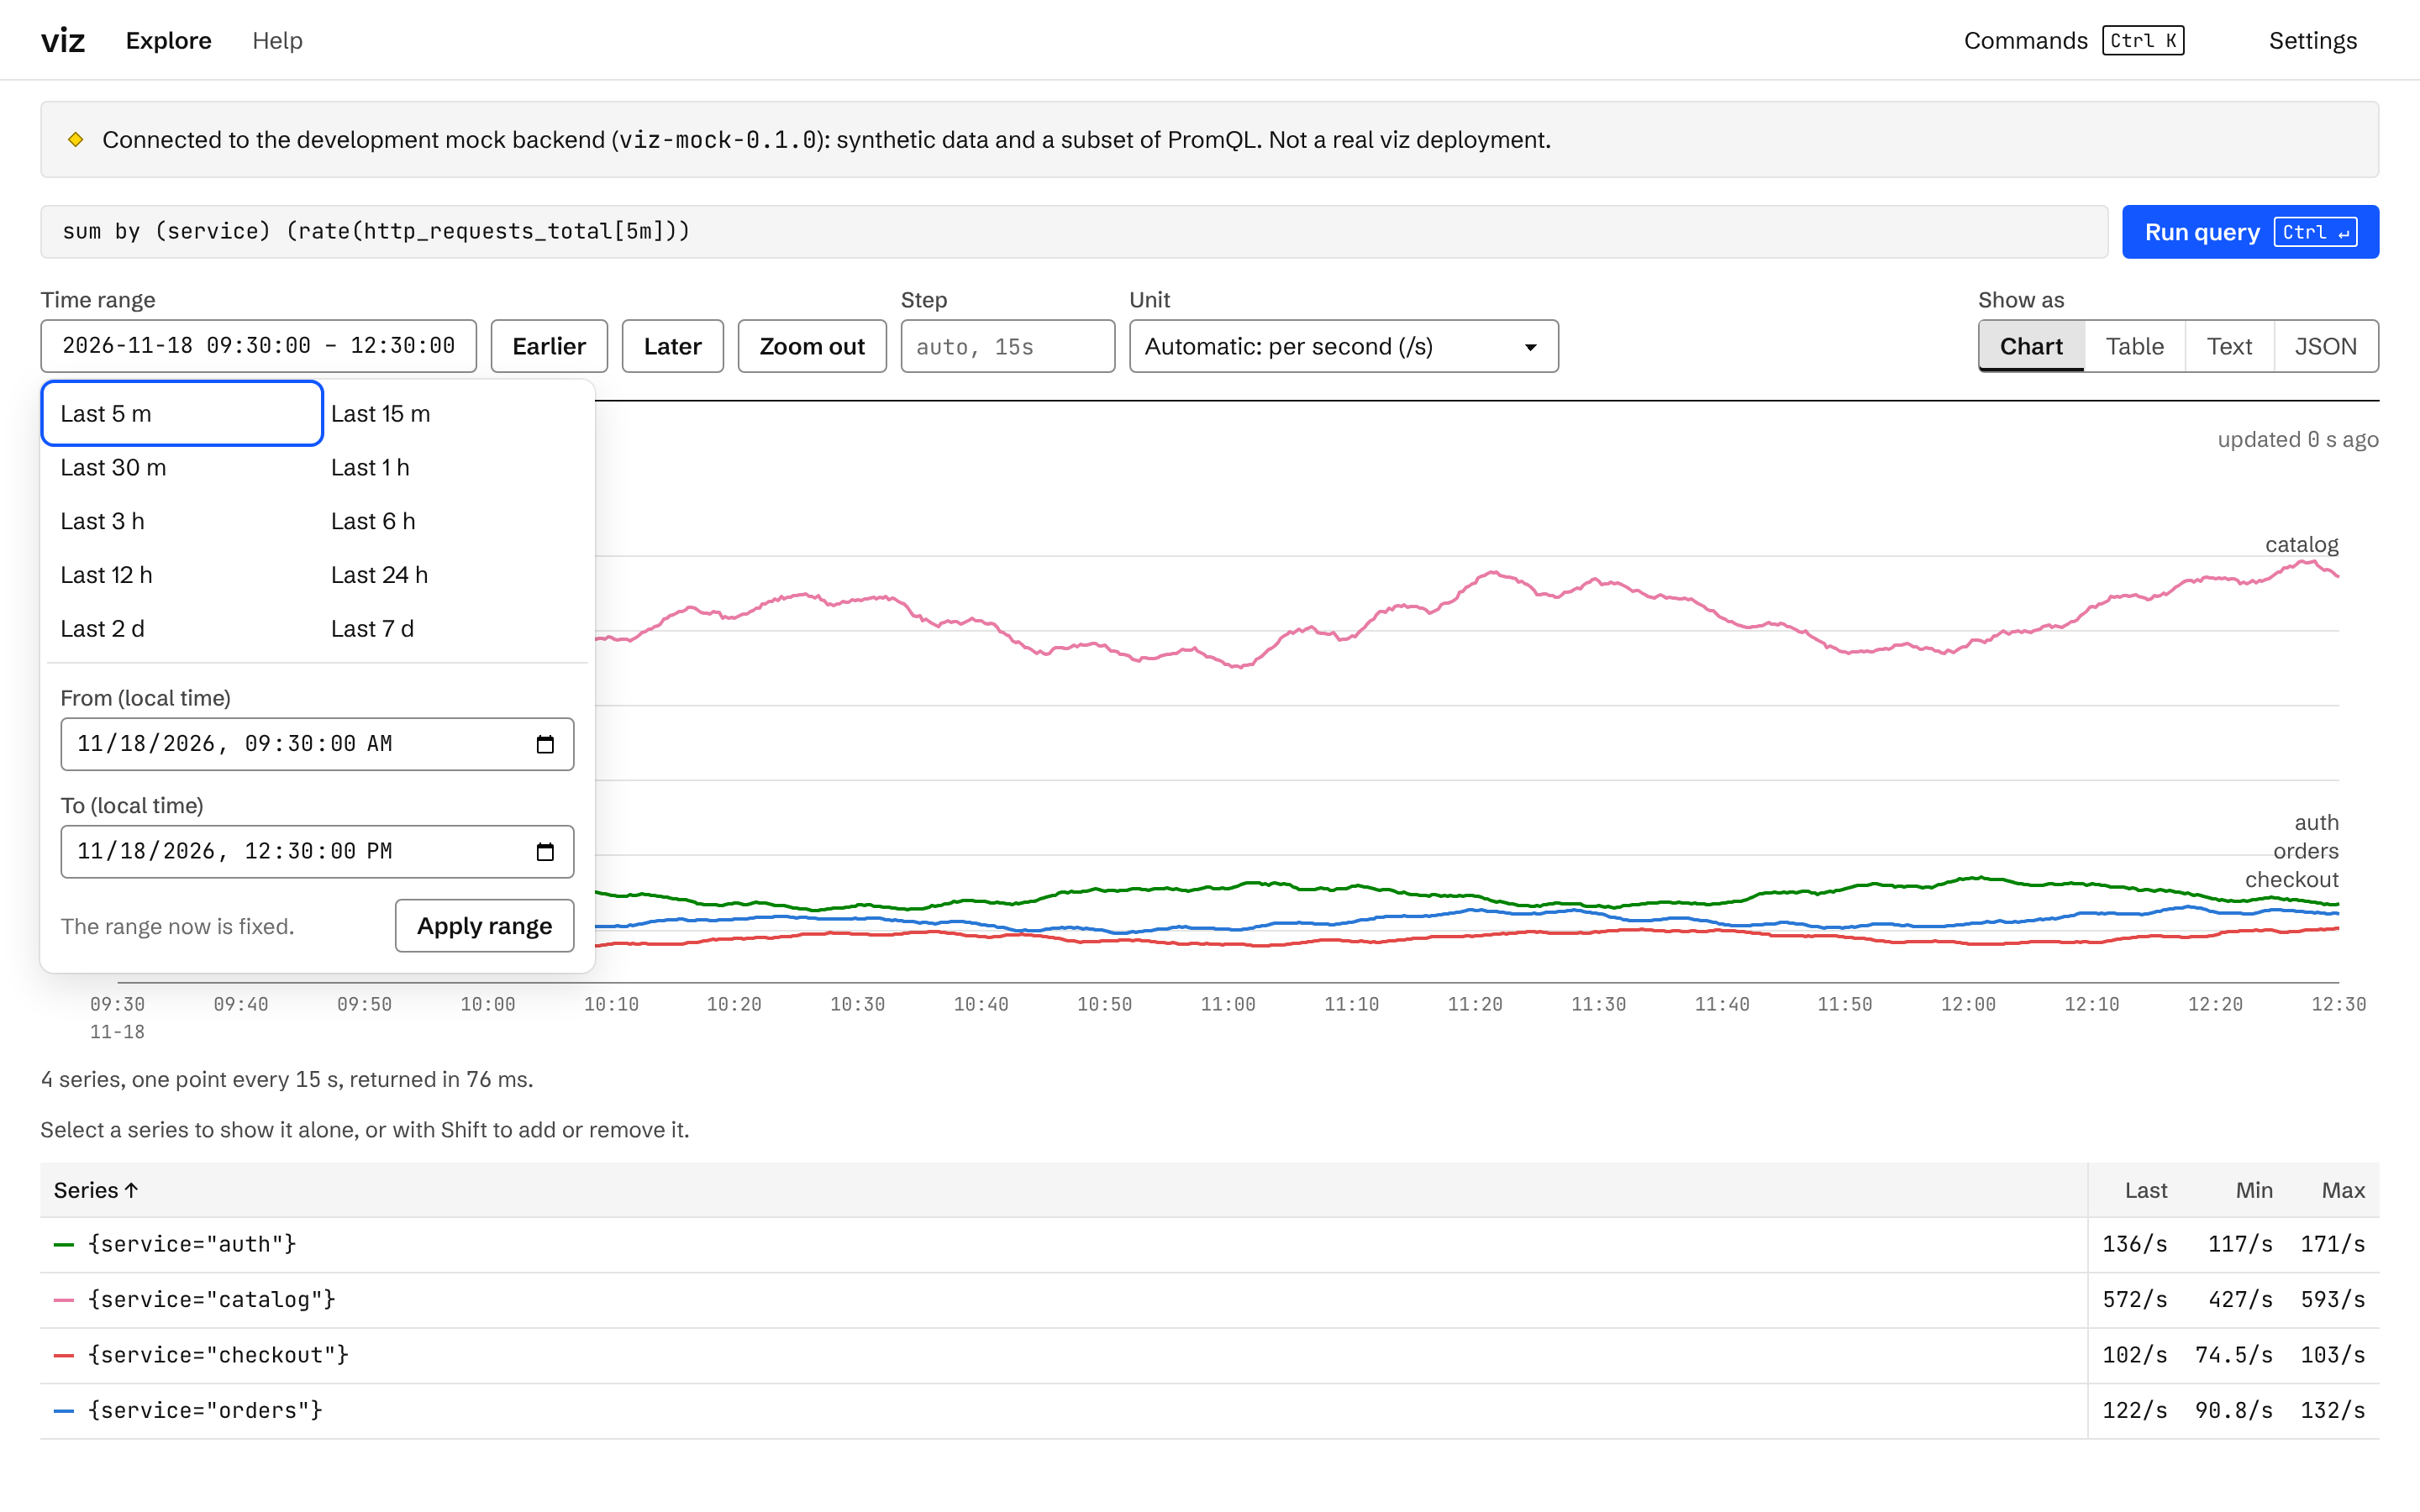 viz Explore Help Commands Ctrl K Settings
Connected to the development mock backend (viz-mock-0.1.0): synthetic data and a subset of PromQL. Not a real viz deployment.
sum by (service) (rate(http_requests_total[5m])) Run query Ctrl ↵
Time range Step Unit Show as
2026-11-18 09:30:00 – 12:30:00 Earlier Later Zoom out auto, 15s Automatic: per second (/s) Chart Table Text JSON
Last 5 m Last 15 m
updated 0 s ago
Last 30 m Last 1 h
Last 3 h Last 6 h
catalog
Last 12 h Last 24 h
Last 2 d Last 7 d
From (local time)
11/18/2026, 09:30:00 AM
To (local time)
auth
11/18/2026, 12:30:00 PM
orders
checkout
The range now is fixed. Apply range
09:30 09:40 09:50 10:00 10:10 10:20 10:30 10:40 10:50 11:00 11:10 11:20 11:30 11:40 11:50 12:00 12:10 12:20 12:30
11-18
4 series, one point every 15 s, returned in 76 ms.
Select a series to show it alone, or with Shift to add or remove it.
Series ↑ Last Min Max
{service="auth"} 136/s 117/s 171/s
{service="catalog"} 572/s 427/s 593/s
{service="checkout"} 102/s 74.5/s 103/s
{service="orders"} 122/s 90.8/s 132/s